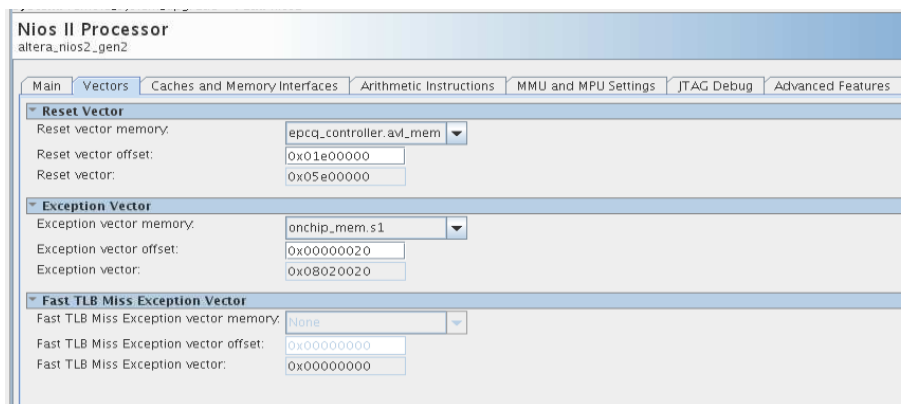 Nios II Processor
altera_nios2_gen2
Main Vectors Caches and Memory Interfaces Arithmetic Instructions MMU and MPU Settings JTAG Debug Advanced Features
Reset Vector
Reset vector memory: epcq_controller.avl_mem
Reset vector offset: 0x01e00000
Reset vector: 0x05e00000
Exception Vector
Exception vector memory: onchip_mem.s1
Exception vector offset: 0x00000020
Exception vector: 0x08020020
Fast TLB Miss Exception Vector
Fast TLB Miss Exception vector memory: None
Fast TLB Miss Exception vector offset: 0x00000000
Fast TLB Miss Exception vector: 0x00000000